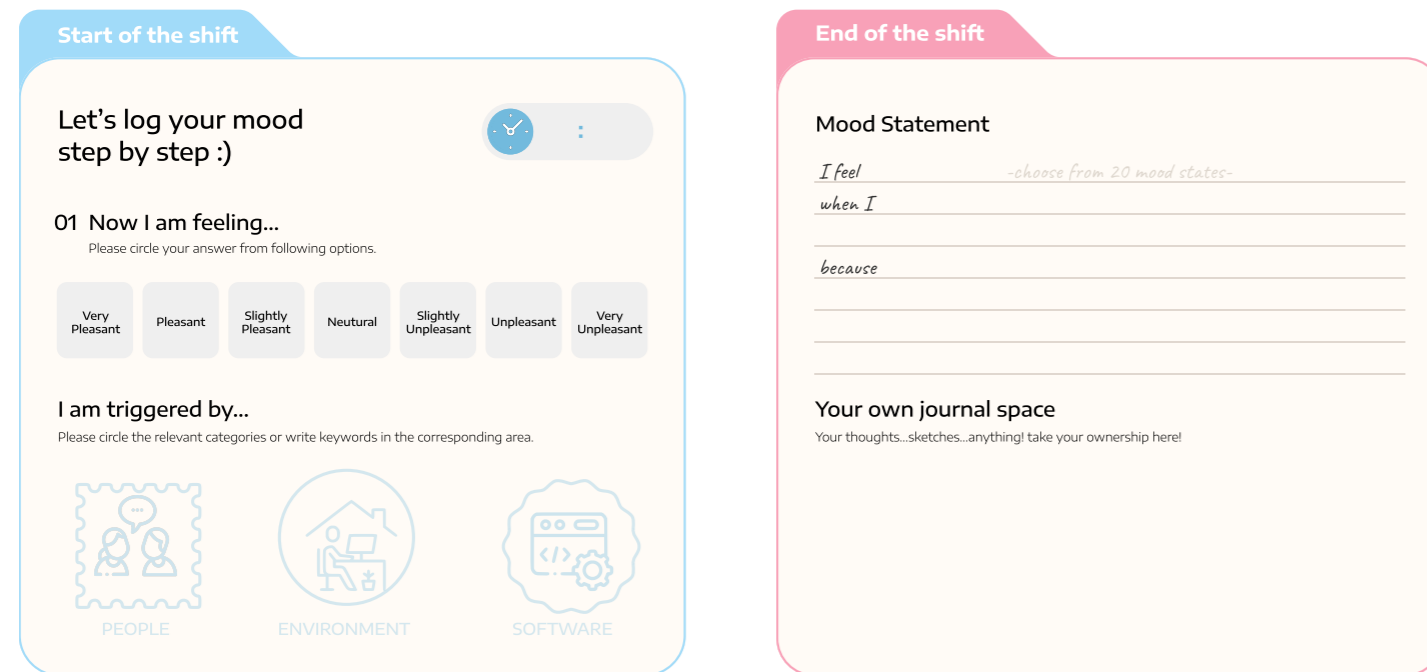 Start of the shift
Let's log your mood
step by step :)
:
01 Now I am feeling...
Please circle your answer from following options.
Very
Pleasant
Pleasant
Slightly
Pleasant
Neutural
Slightly
Unpleasant
Unpleasant
Very
Unpleasant
I am triggered by...
Please circle the relevant categories or write keywords in the corresponding area.
</>
PEOPLE
ENVIRONMENT
SOFTWARE
End of the shift
Mood Statement
I feel -choose from 20 mood states-
when I
because
Your own journal space
Your thoughts...sketches...anything! take your ownership here!